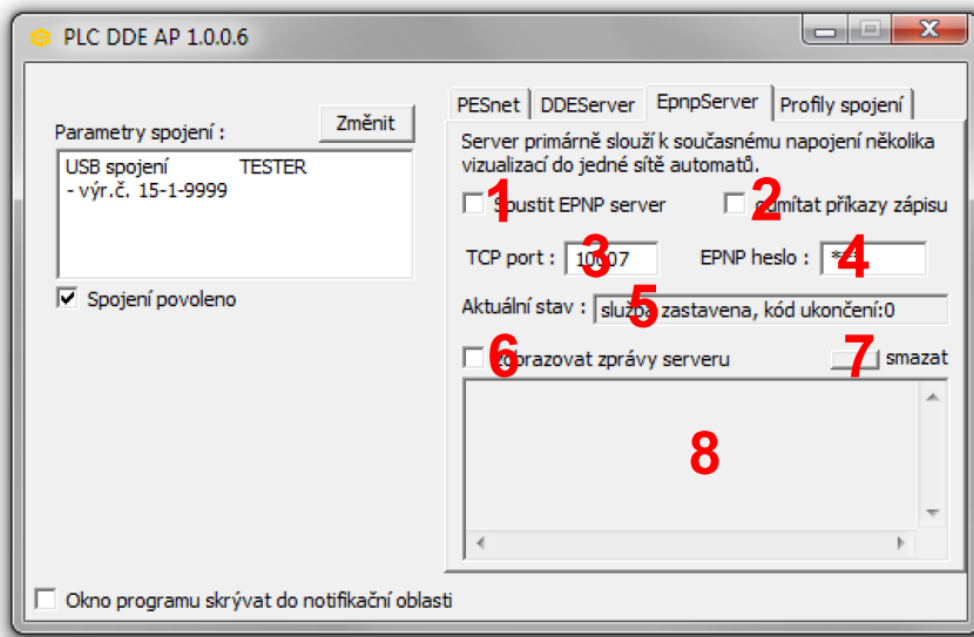 PLC DDE AP 1.0.0.6
Parametry spojení :
Změnit
USB spojení TESTER
- výr.č. 15-1-9999
Spojení povoleno
PESnet
DDEServer
EpnpServer
Profily spojení
Server primárně slouží k současnému napojení několika
vizualizací do jedné sítě automatů.
1
Spustit EPNP server
2
odmítat příkazy zápisu
TCP port :
3
EPNP heslo :
4
Aktuální stav :
5
služba zastavena, kód ukončení:0
6
zobrazovat zprávy serveru
7
smazat
8
Okno programu skrývat do notifikační oblasti